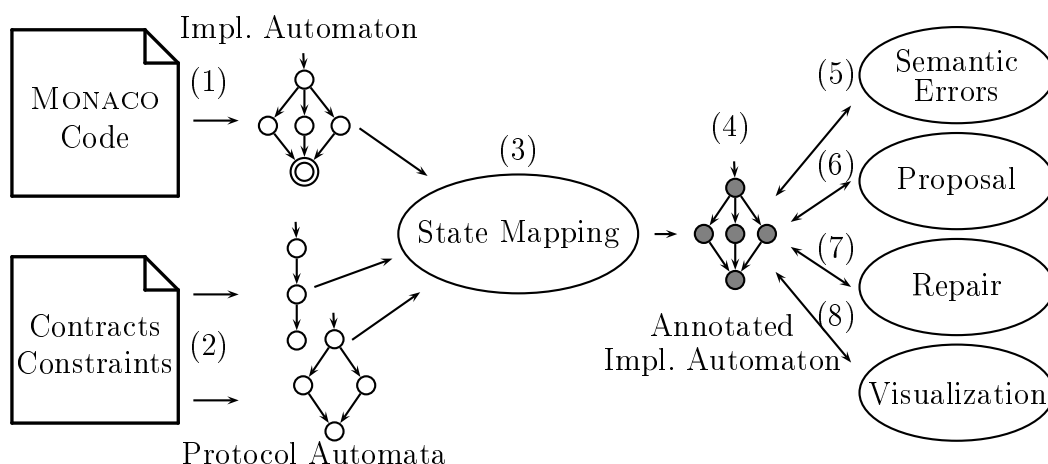 Impl. Automaton
MONACO
Code
(1)
(3)
State Mapping
(4)
(5)
Semantic
Errors
(6)
Proposal
(7)
Repair
(8)
Visualization
Contracts
Constraints
(2)
Protocol Automata
Annotated
Impl. Automaton